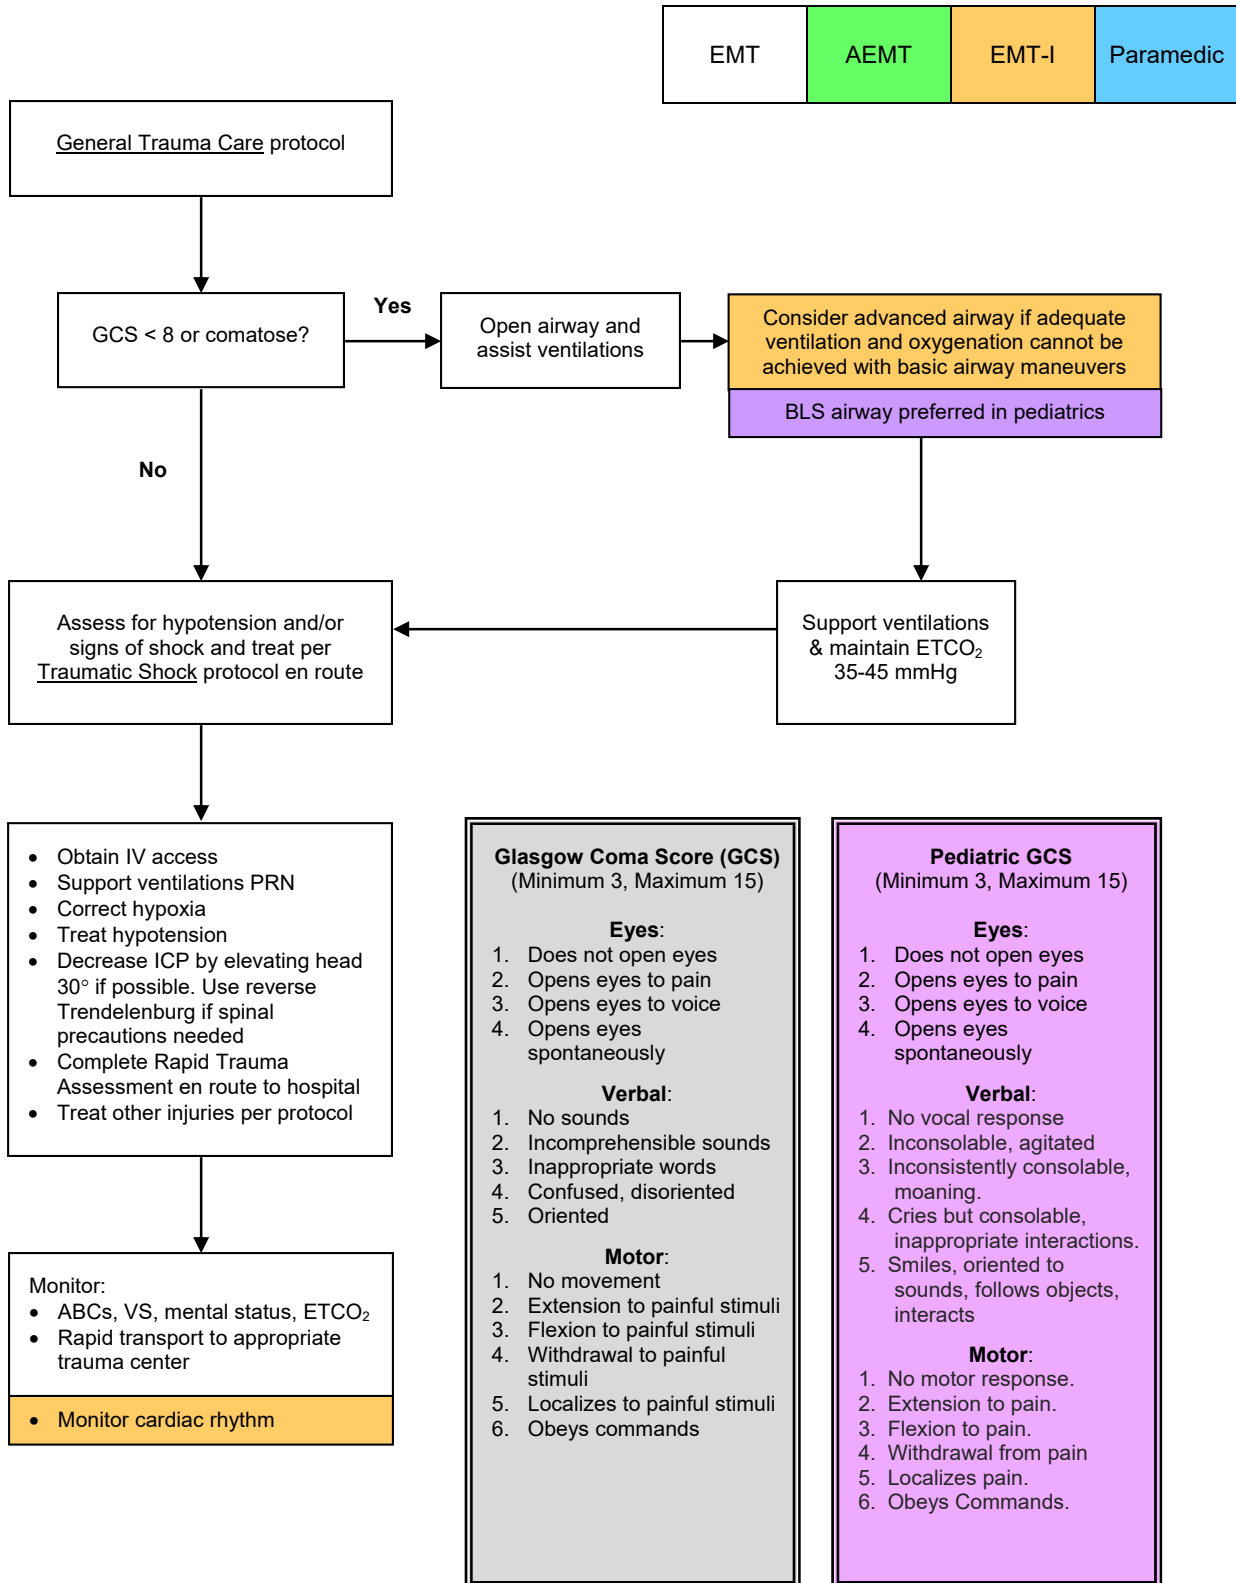 EMT AEMT EMT-I Paramedic
General Trauma Care protocol
GCS < 8 or comatose?
Yes
Open airway and
assist ventilations
Consider advanced airway if adequate
ventilation and oxygenation cannot be
achieved with basic airway maneuvers
BLS airway preferred in pediatrics
No
Assess for hypotension and/or
signs of shock and treat per
Traumatic Shock protocol en route
Support ventilations
& maintain ETCO₂
35-45 mmHg
• Obtain IV access
• Support ventilations PRN
• Correct hypoxia
• Treat hypotension
• Decrease ICP by elevating head
30° if possible. Use reverse
Trendelenburg if spinal
precautions needed
• Complete Rapid Trauma
Assessment en route to hospital
• Treat other injuries per protocol
Monitor:
• ABCs, VS, mental status, ETCO₂
• Rapid transport to appropriate
trauma center
• Monitor cardiac rhythm
Glasgow Coma Score (GCS)
(Minimum 3, Maximum 15)
Eyes:
1. Does not open eyes
2. Opens eyes to pain
3. Opens eyes to voice
4. Opens eyes
spontaneously
Verbal:
1. No sounds
2. Incomprehensible sounds
3. Inappropriate words
4. Confused, disoriented
5. Oriented
Motor:
1. No movement
2. Extension to painful stimuli
3. Flexion to painful stimuli
4. Withdrawal to painful
stimuli
5. Localizes to painful stimuli
6. Obeys commands
Pediatric GCS
(Minimum 3, Maximum 15)
Eyes:
1. Does not open eyes
2. Opens eyes to pain
3. Opens eyes to voice
4. Opens eyes
spontaneously
Verbal:
1. No vocal response
2. Inconsolable, agitated
3. Inconsistently consolable,
moaning.
4. Cries but consolable,
inappropriate interactions.
5. Smiles, oriented to
sounds, follows objects,
interacts
Motor:
1. No motor response.
2. Extension to pain.
3. Flexion to pain.
4. Withdrawal from pain
5. Localizes pain.
6. Obeys Commands.